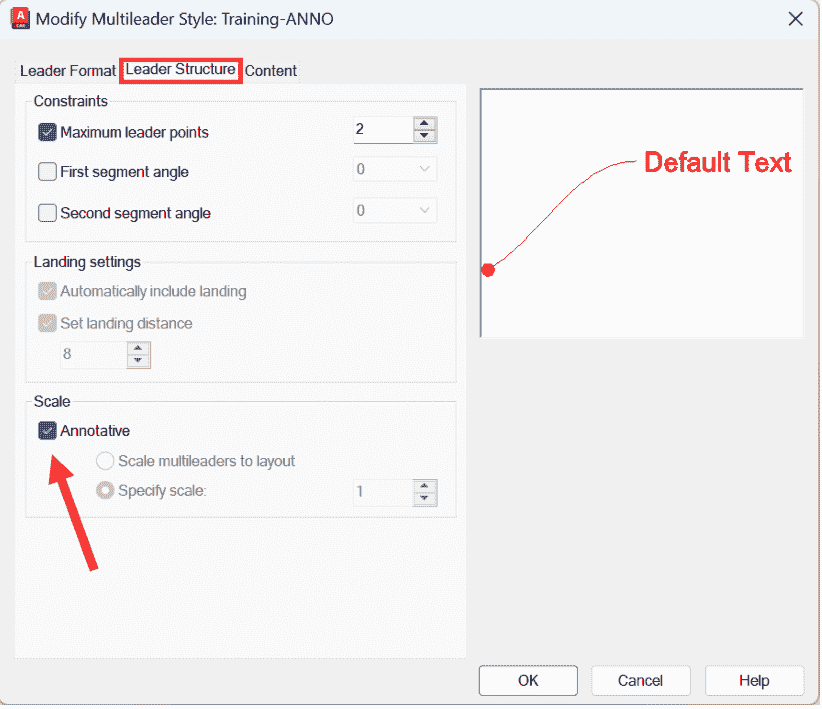 Modify Multileader Style: Training-ANNO
Leader Format Leader Structure Content
Constraints
Maximum leader points 2
First segment angle 0
Second segment angle 0
Landing settings
Automatically include landing
Set landing distance
8
Scale
Annotative
Scale multileaders to layout
Specify scale: 1
Default Text
OK Cancel Help